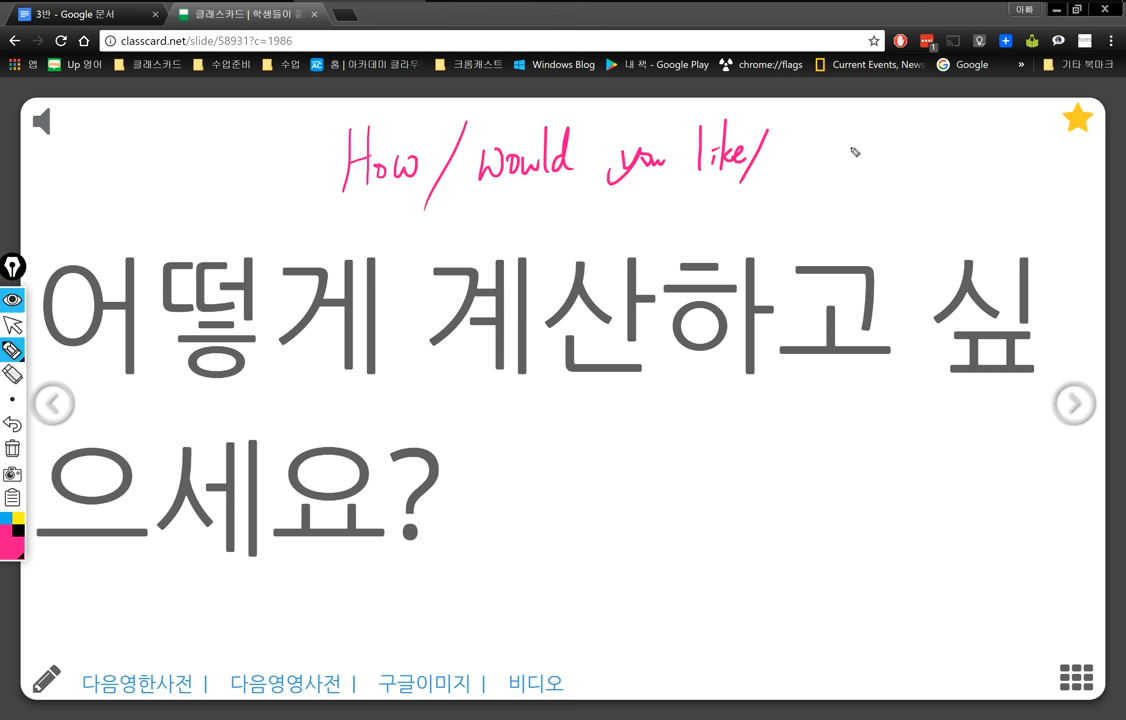 3반 - Google 문서
클래스카드 | 학생들이 좋
아빠
classcard.net/slide/58931?c=1986
1
앱 Up 영어 클래스카드 수업준비 수업 홈 | 아카데미 클라우 크롬캐스트 Windows Blog 내 책 - Google Play chrome://flags Current Events, News Google » 기타 북마크
How / would you like /
어떻게 계산하고 싶
으세요?
다음영한사전 | 다음영영사전 | 구글이미지 | 비디오